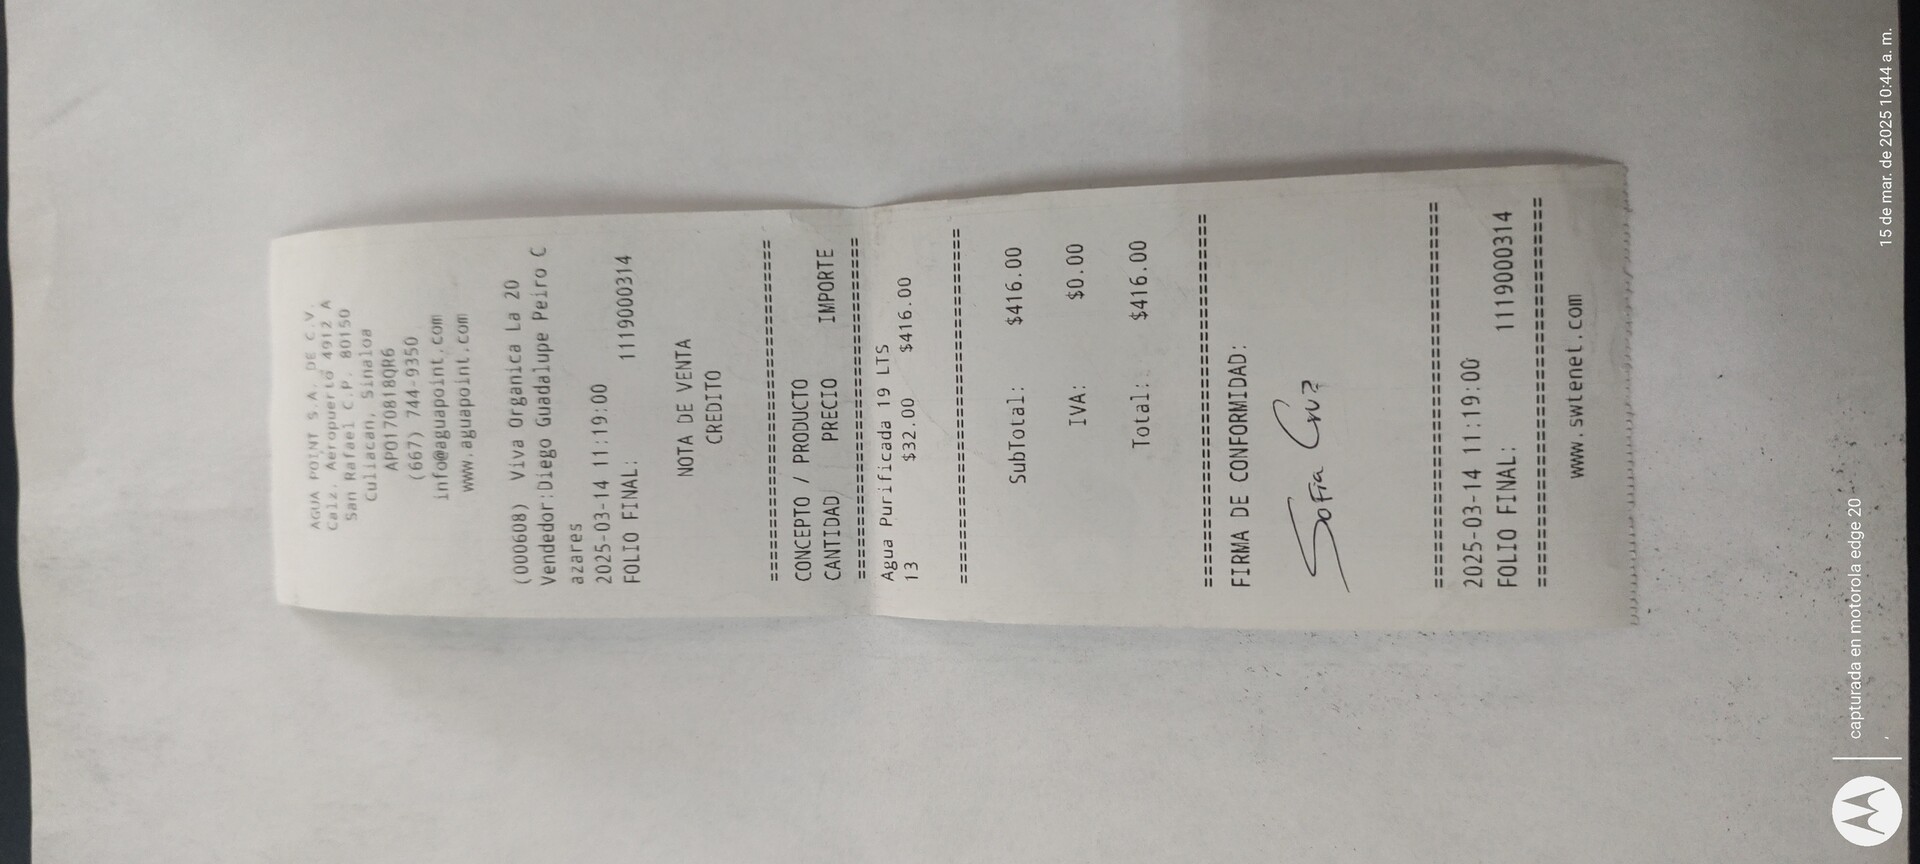 AGUA POINT S.A. DE C.V.
Calz. Aeropuerto 4912 A
San Rafael C.P. 80150
Culiacan, Sinaloa
APO170818QR6
(667) 744-9350
info@aguapoint.com
www.aguapoint.com
(000608) Viva Organica La 20
Vendedor:Diego Guadalupe Peiro C
azares
2025-03-14 11:19:00
FOLIO FINAL: 1119000314
NOTA DE VENTA
CREDITO
================================
CONCEPTO / PRODUCTO
CANTIDAD PRECIO IMPORTE
================================
Agua Purificada 19 LTS
13 $32.00 $416.00
================================
SubTotal: $416.00
IVA: $0.00
Total: $416.00
================================
FIRMA DE CONFORMIDAD:
Sofia Cruz
================================
2025-03-14 11:19:00
FOLIO FINAL: 1119000314
================================
www.swtenet.com
capturada en motorola edge 20
15 de mar. de 2025 10:44 a. m.